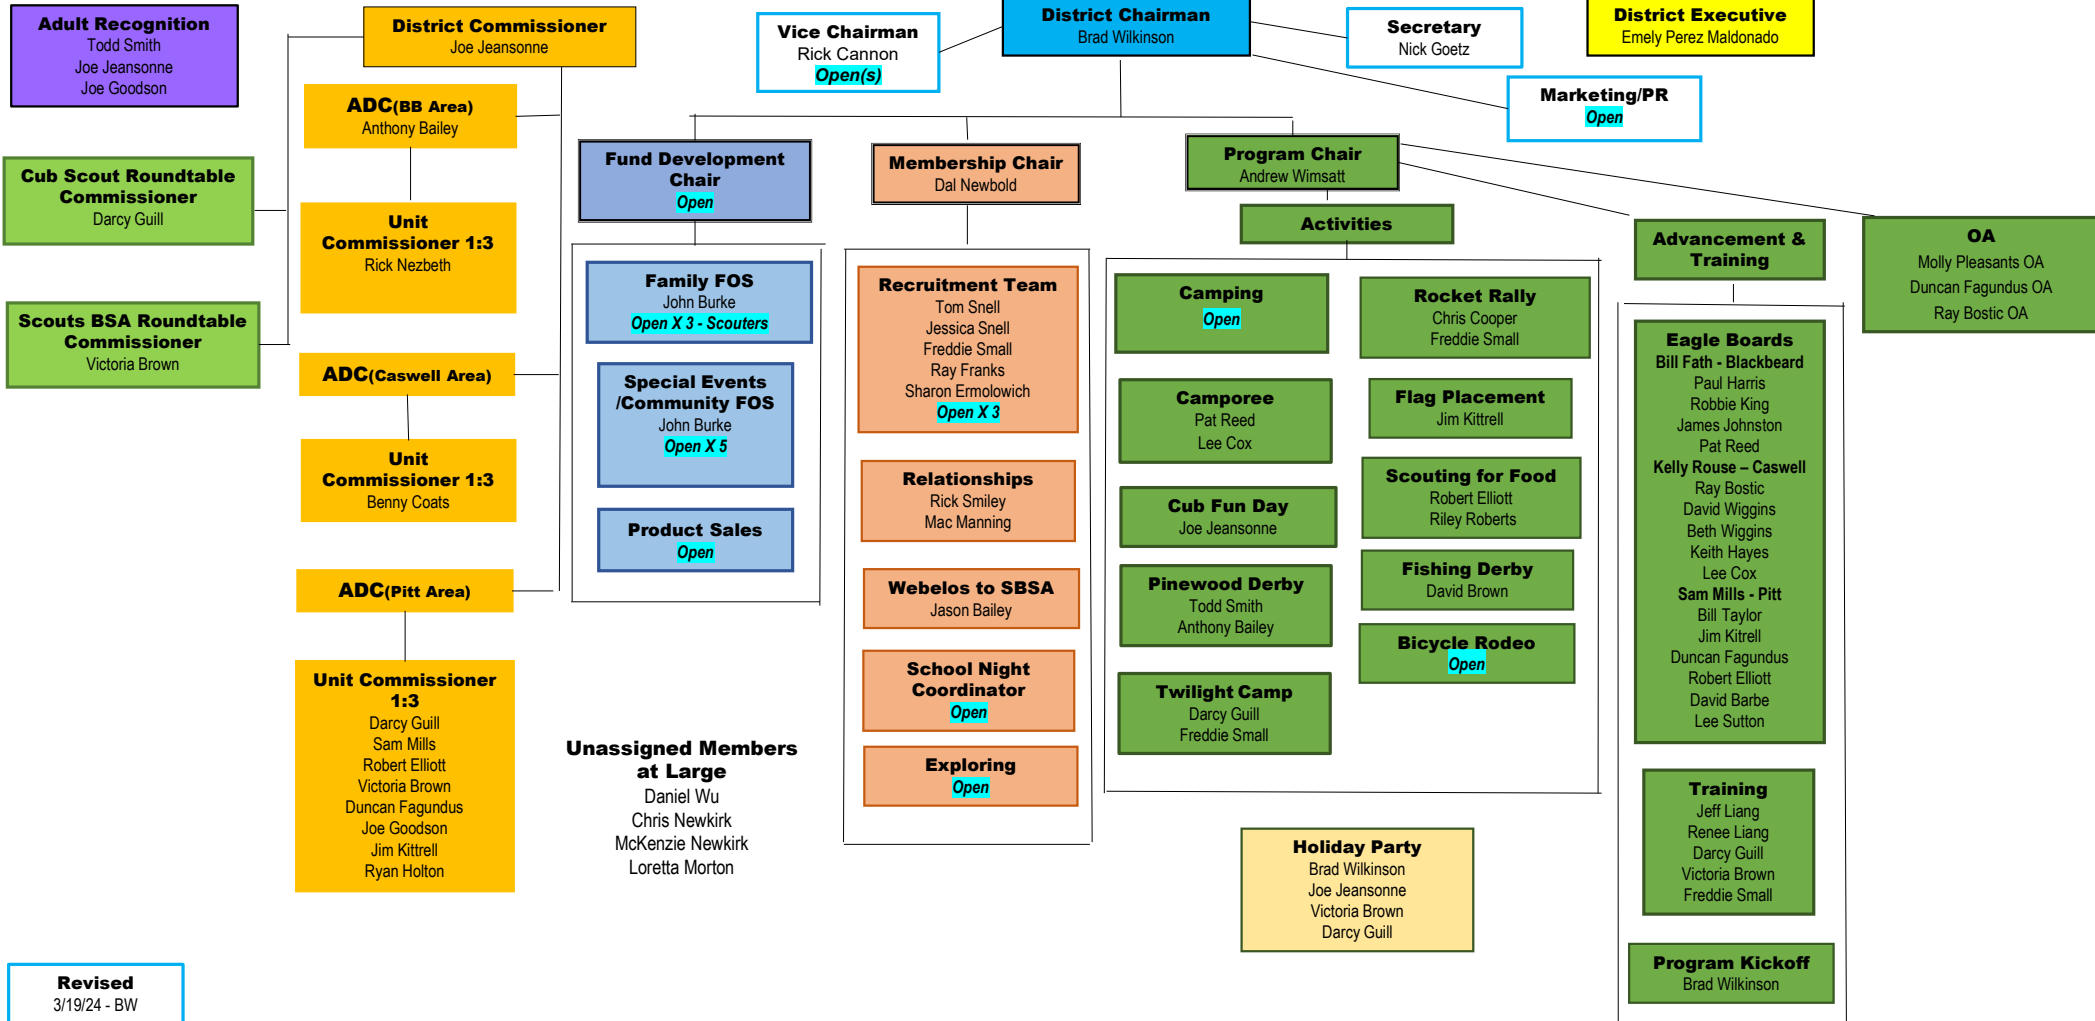 Adult Recognition
Todd Smith
Joe Jeansonne
Joe Goodson
District Commissioner
Joe Jeansonne
Vice Chairman
Rick Cannon
Open(s)
District Chairman
Brad Wilkinson
Secretary
Nick Goetz
District Executive
Emely Perez Maldonado
Marketing/PR
Open
ADC(BB Area)
Anthony Bailey
Cub Scout Roundtable
Commissioner
Darcy Guill
Unit
Commissioner 1:3
Rick Nezbeth
Scouts BSA Roundtable
Commissioner
Victoria Brown
ADC(Caswell Area)
Unit
Commissioner 1:3
Benny Coats
ADC(Pitt Area)
Unit Commissioner
1:3
Darcy Guill
Sam Mills
Robert Elliott
Victoria Brown
Duncan Fagundus
Joe Goodson
Jim Kittrell
Ryan Holton
Fund Development
Chair
Open
Family FOS
John Burke
Open X 3 - Scouters
Special Events
/Community FOS
John Burke
Open X 5
Product Sales
Open
Unassigned Members
at Large
Daniel Wu
Chris Newkirk
McKenzie Newkirk
Loretta Morton
Membership Chair
Dal Newbold
Recruitment Team
Tom Snell
Jessica Snell
Freddie Small
Ray Franks
Sharon Ermolowich
Open X 3
Relationships
Rick Smiley
Mac Manning
Webelos to SBSA
Jason Bailey
School Night
Coordinator
Open
Exploring
Open
Program Chair
Andrew Wimsatt
Activities
Camping
Open
Camporee
Pat Reed
Lee Cox
Cub Fun Day
Joe Jeansonne
Pinewood Derby
Todd Smith
Anthony Bailey
Twilight Camp
Darcy Guill
Freddie Small
Rocket Rally
Chris Cooper
Freddie Small
Flag Placement
Jim Kittrell
Scouting for Food
Robert Elliott
Riley Roberts
Fishing Derby
David Brown
Bicycle Rodeo
Open
Holiday Party
Brad Wilkinson
Joe Jeansonne
Victoria Brown
Darcy Guill
Advancement &
Training
Eagle Boards
Bill Fath - Blackbeard
Paul Harris
Robbie King
James Johnston
Pat Reed
Kelly Rouse – Caswell
Ray Bostic
David Wiggins
Beth Wiggins
Keith Hayes
Lee Cox
Sam Mills - Pitt
Bill Taylor
Jim Kitrell
Duncan Fagundus
Robert Elliott
David Barbe
Lee Sutton
Training
Jeff Liang
Renee Liang
Darcy Guill
Victoria Brown
Freddie Small
Program Kickoff
Brad Wilkinson
OA
Molly Pleasants OA
Duncan Fagundus OA
Ray Bostic OA
Revised
3/19/24 - BW